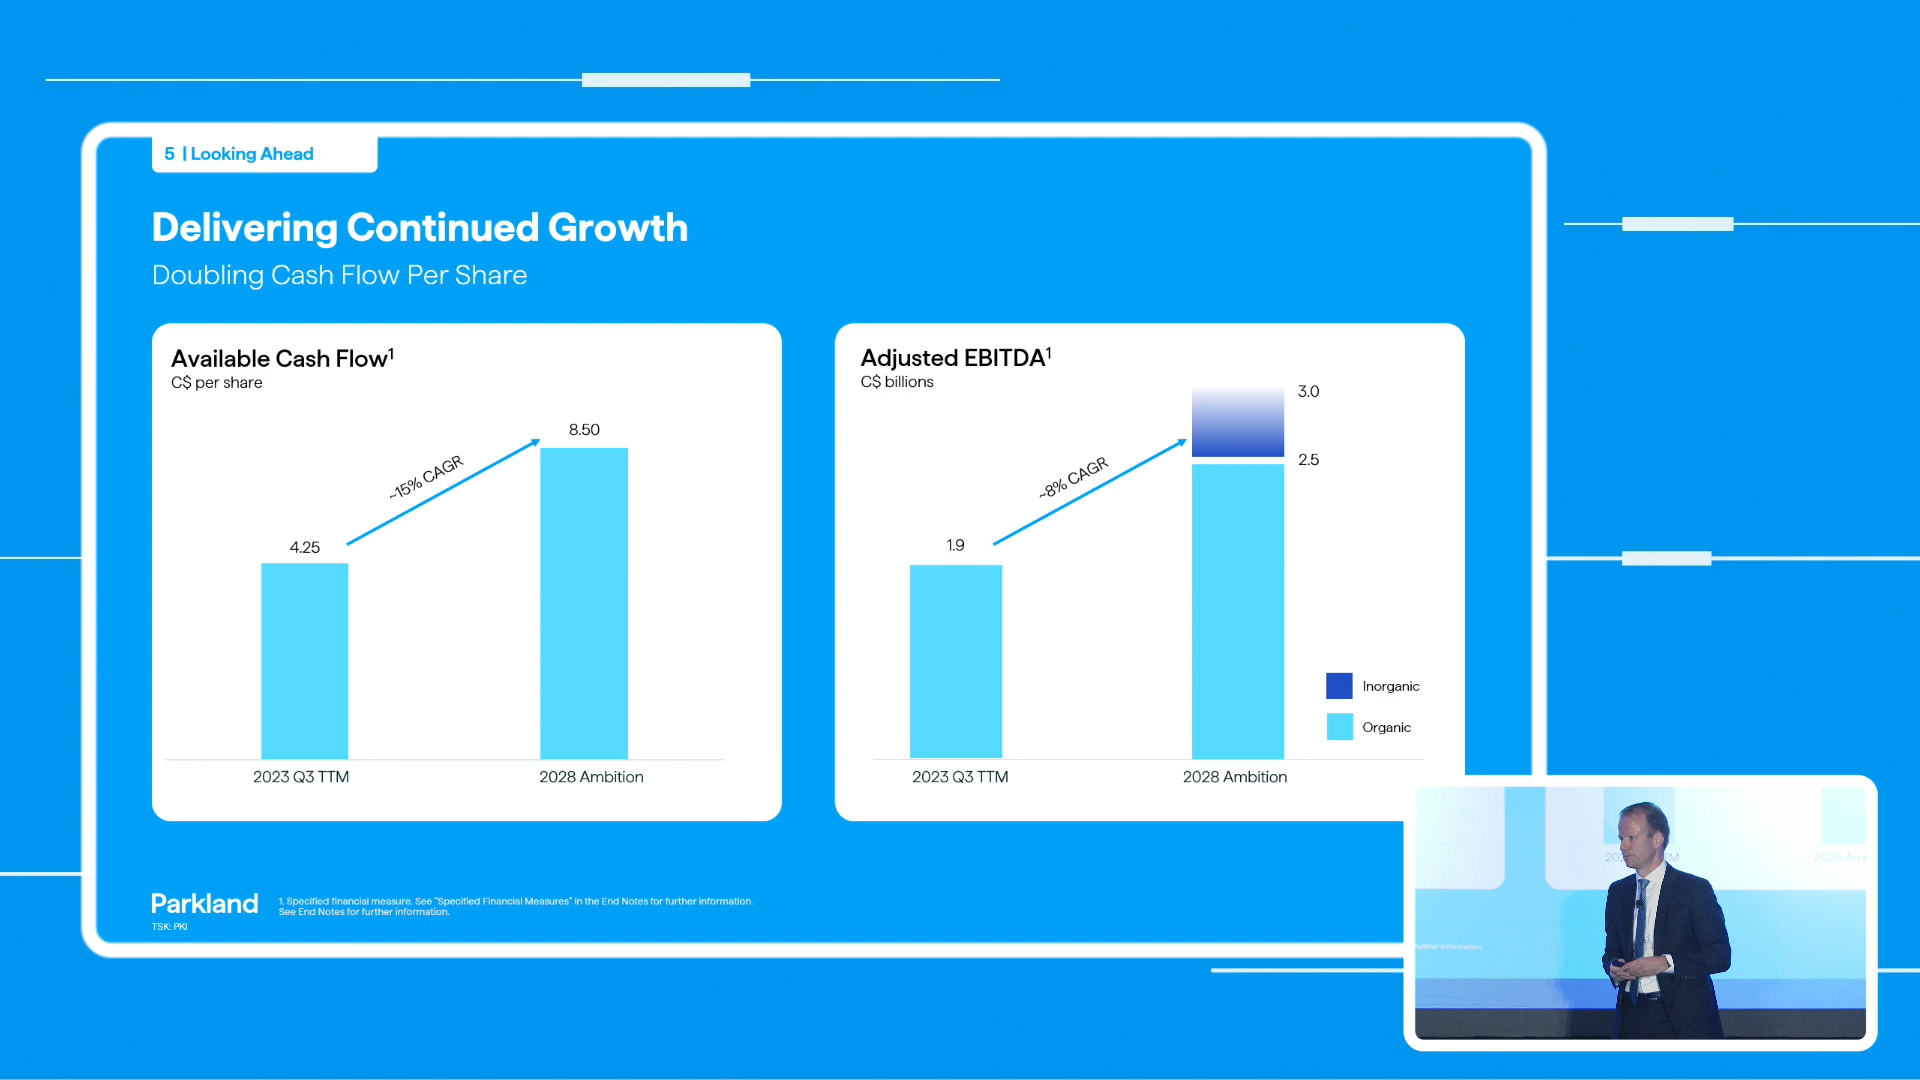 5 | Looking Ahead
Delivering Continued Growth
Doubling Cash Flow Per Share
Available Cash Flow1
C$ per share
8.50
~15% CAGR
4.25
2023 Q3 TTM
2028 Ambition
Adjusted EBITDA1
C$ billions
3.0
2.5
~8% CAGR
1.9
Inorganic
Organic
2023 Q3 TTM
2028 Ambition
Parkland
TSK: PKI
1. Specified financial measure. See "Specified Financial Measures" in the End Notes for further information.
See End Notes for further information.
further information.